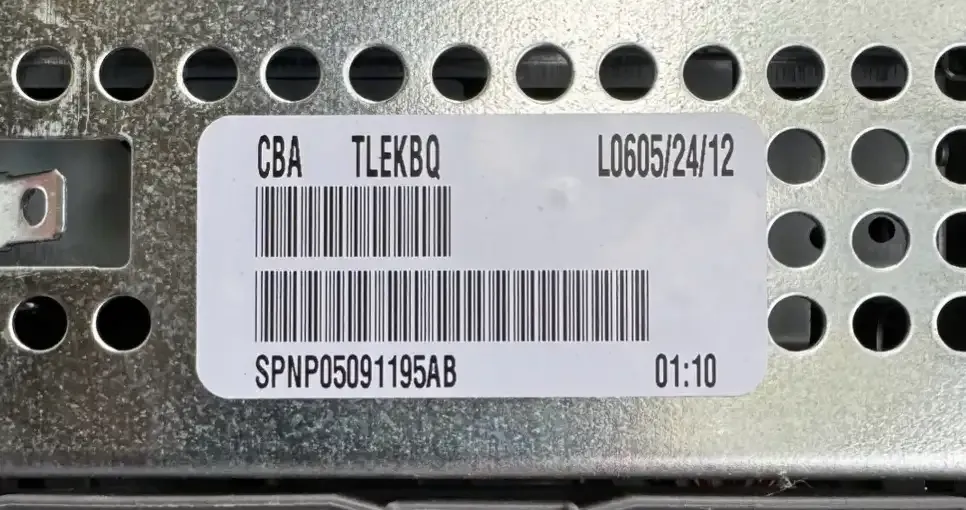 CBA TLEKBQ L0605/24/12
SPNP05091195AB 01:10